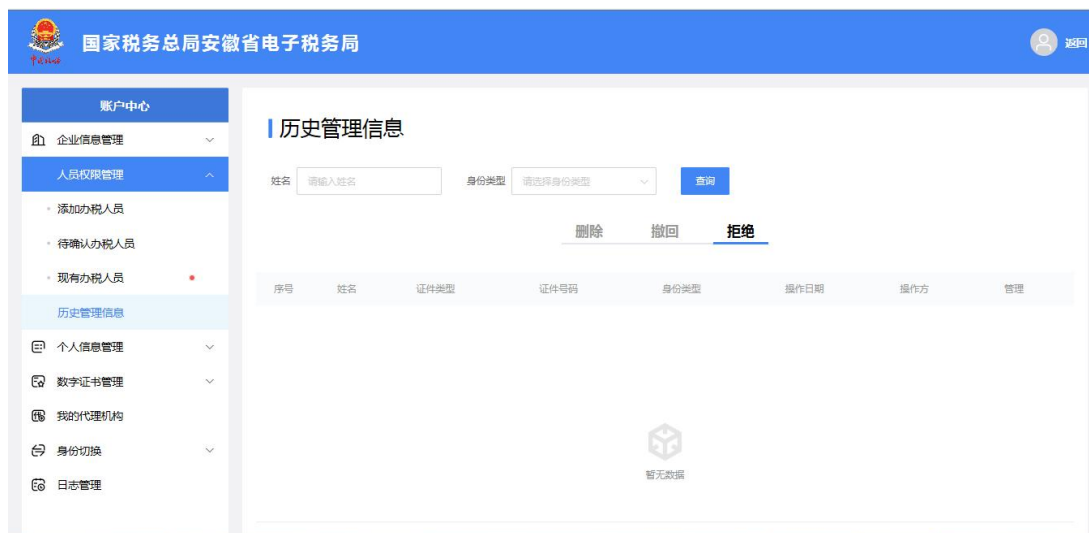 国家税务总局安徽省电子税务局
返回
账户中心
企业信息管理
人员权限管理
添加办税人员
待确认办税人员
现有办税人员
历史管理信息
个人信息管理
数字证书管理
我的代理机构
身份切换
日志管理
历史管理信息
姓名 请输入姓名 身份类型 请选择身份类型 查询
删除 撤回 拒绝
序号 姓名 证件类型 证件号码 身份类型 操作日期 操作方 管理
暂无数据